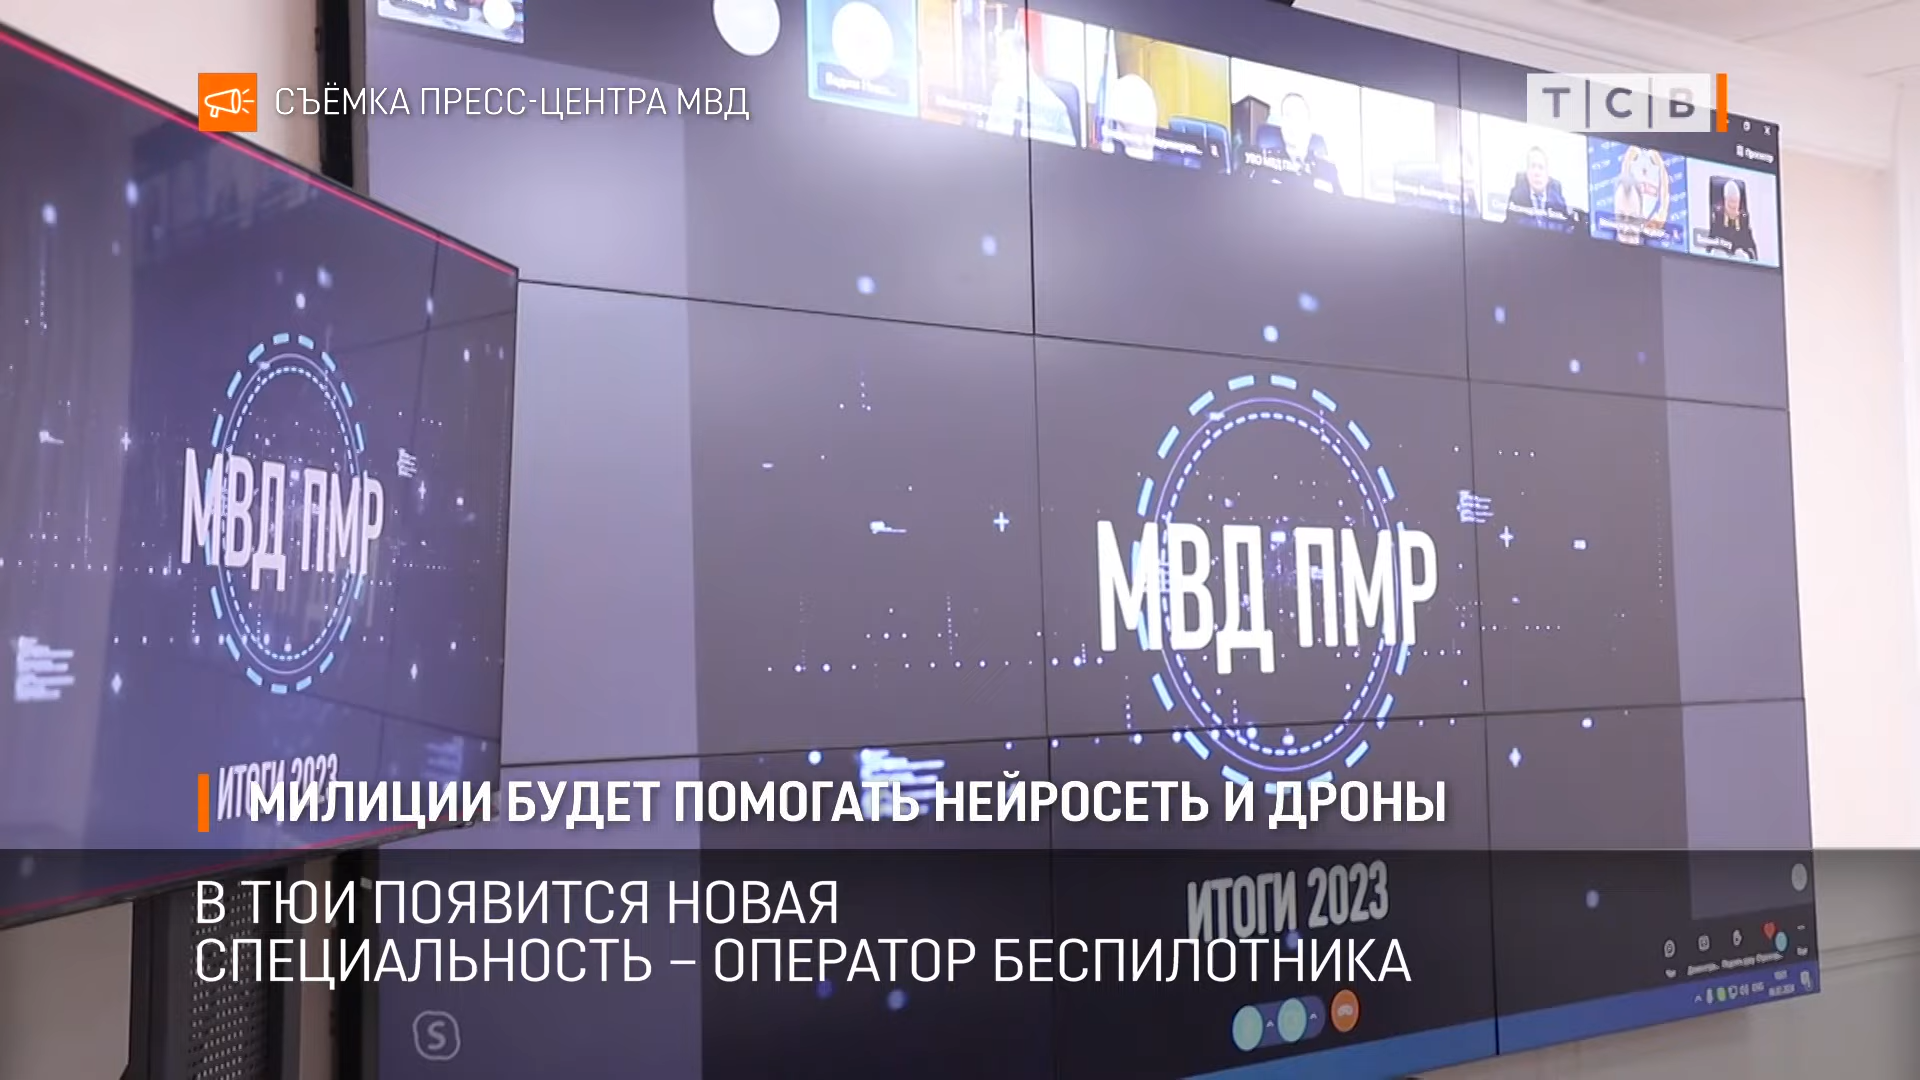 СЪЁМКА ПРЕСС-ЦЕНТРА МВД
ТСВ
МВД ПМР
МВД ПМР
ИТОГИ 2023
МИЛИЦИИ БУДЕТ ПОМОГАТЬ НЕЙРОСЕТЬ И ДРОНЫ
ИТОГИ 2023
В ТЮИ ПОЯВИТСЯ НОВАЯ
СПЕЦИАЛЬНОСТЬ – ОПЕРАТОР БЕСПИЛОТНИКА